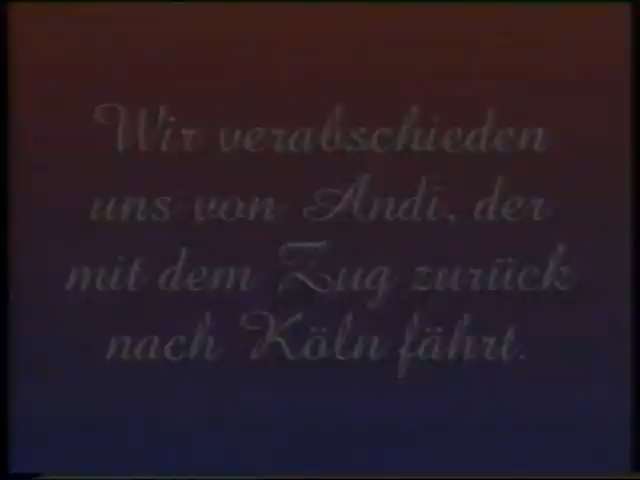 Wir verabschieden
uns von Andi, der
mit dem Zug zurück
nach Köln fährt.